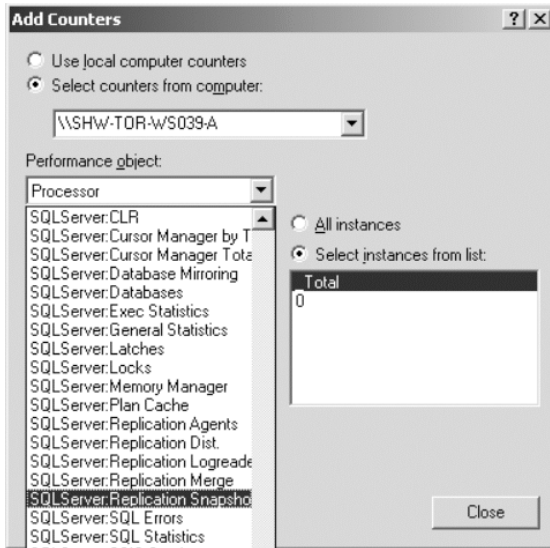 Add Counters
Use local computer counters
Select counters from computer:
\\SHW-TOR-WS039-A
Performance object:
Processor
SQLServer:CLR
SQLServer:Cursor Manager by T
SQLServer:Cursor Manager Tota
SQLServer:Database Mirroring
SQLServer:Databases
SQLServer:Exec Statistics
SQLServer:General Statistics
SQLServer:Latches
SQLServer:Locks
SQLServer:Memory Manager
SQLServer:Plan Cache
SQLServer:Replication Agents
SQLServer:Replication Dist.
SQLServer:Replication Logreade
SQLServer:Replication Merge
SQLServer:Replication Snapsho
SQLServer:SQL Errors
SQLServer:SQL Statistics
All instances
Select instances from list:
_Total
0
Close